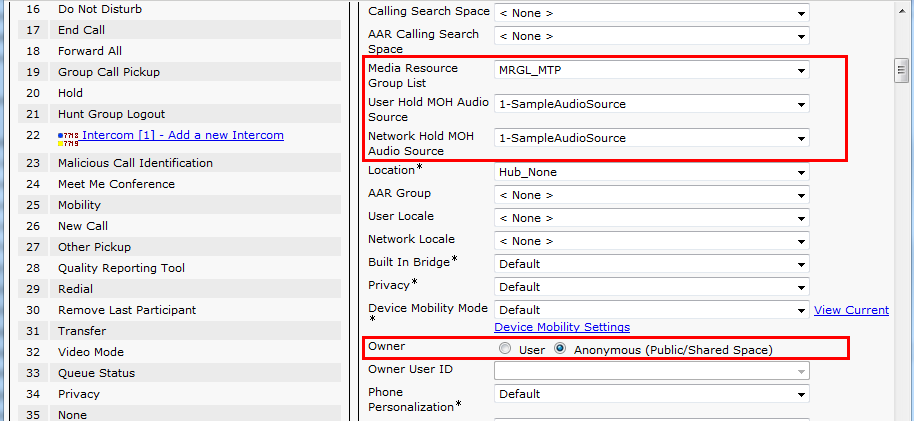 16 Do Not Disturb
17 End Call
18 Forward All
19 Group Call Pickup
20 Hold
21 Hunt Group Logout
22 Intercom [1] - Add a new Intercom
23 Malicious Call Identification
24 Meet Me Conference
25 Mobility
26 New Call
27 Other Pickup
28 Quality Reporting Tool
29 Redial
30 Remove Last Participant
31 Transfer
32 Video Mode
33 Queue Status
34 Privacy
35 None
Calling Search Space < None >
AAR Calling Search
Space
< None >
Media Resource
Group List
MRGL_MTP
User Hold MOH Audio
Source
1-SampleAudioSource
Network Hold MOH
Audio Source
1-SampleAudioSource
Location* Hub_None
AAR Group < None >
User Locale < None >
Network Locale < None >
Built In Bridge* Default
Privacy* Default
Device Mobility Mode
*
Default View Current
Device Mobility Settings
Owner User Anonymous (Public/Shared Space)
Owner User ID
Phone
Personalization*
Default